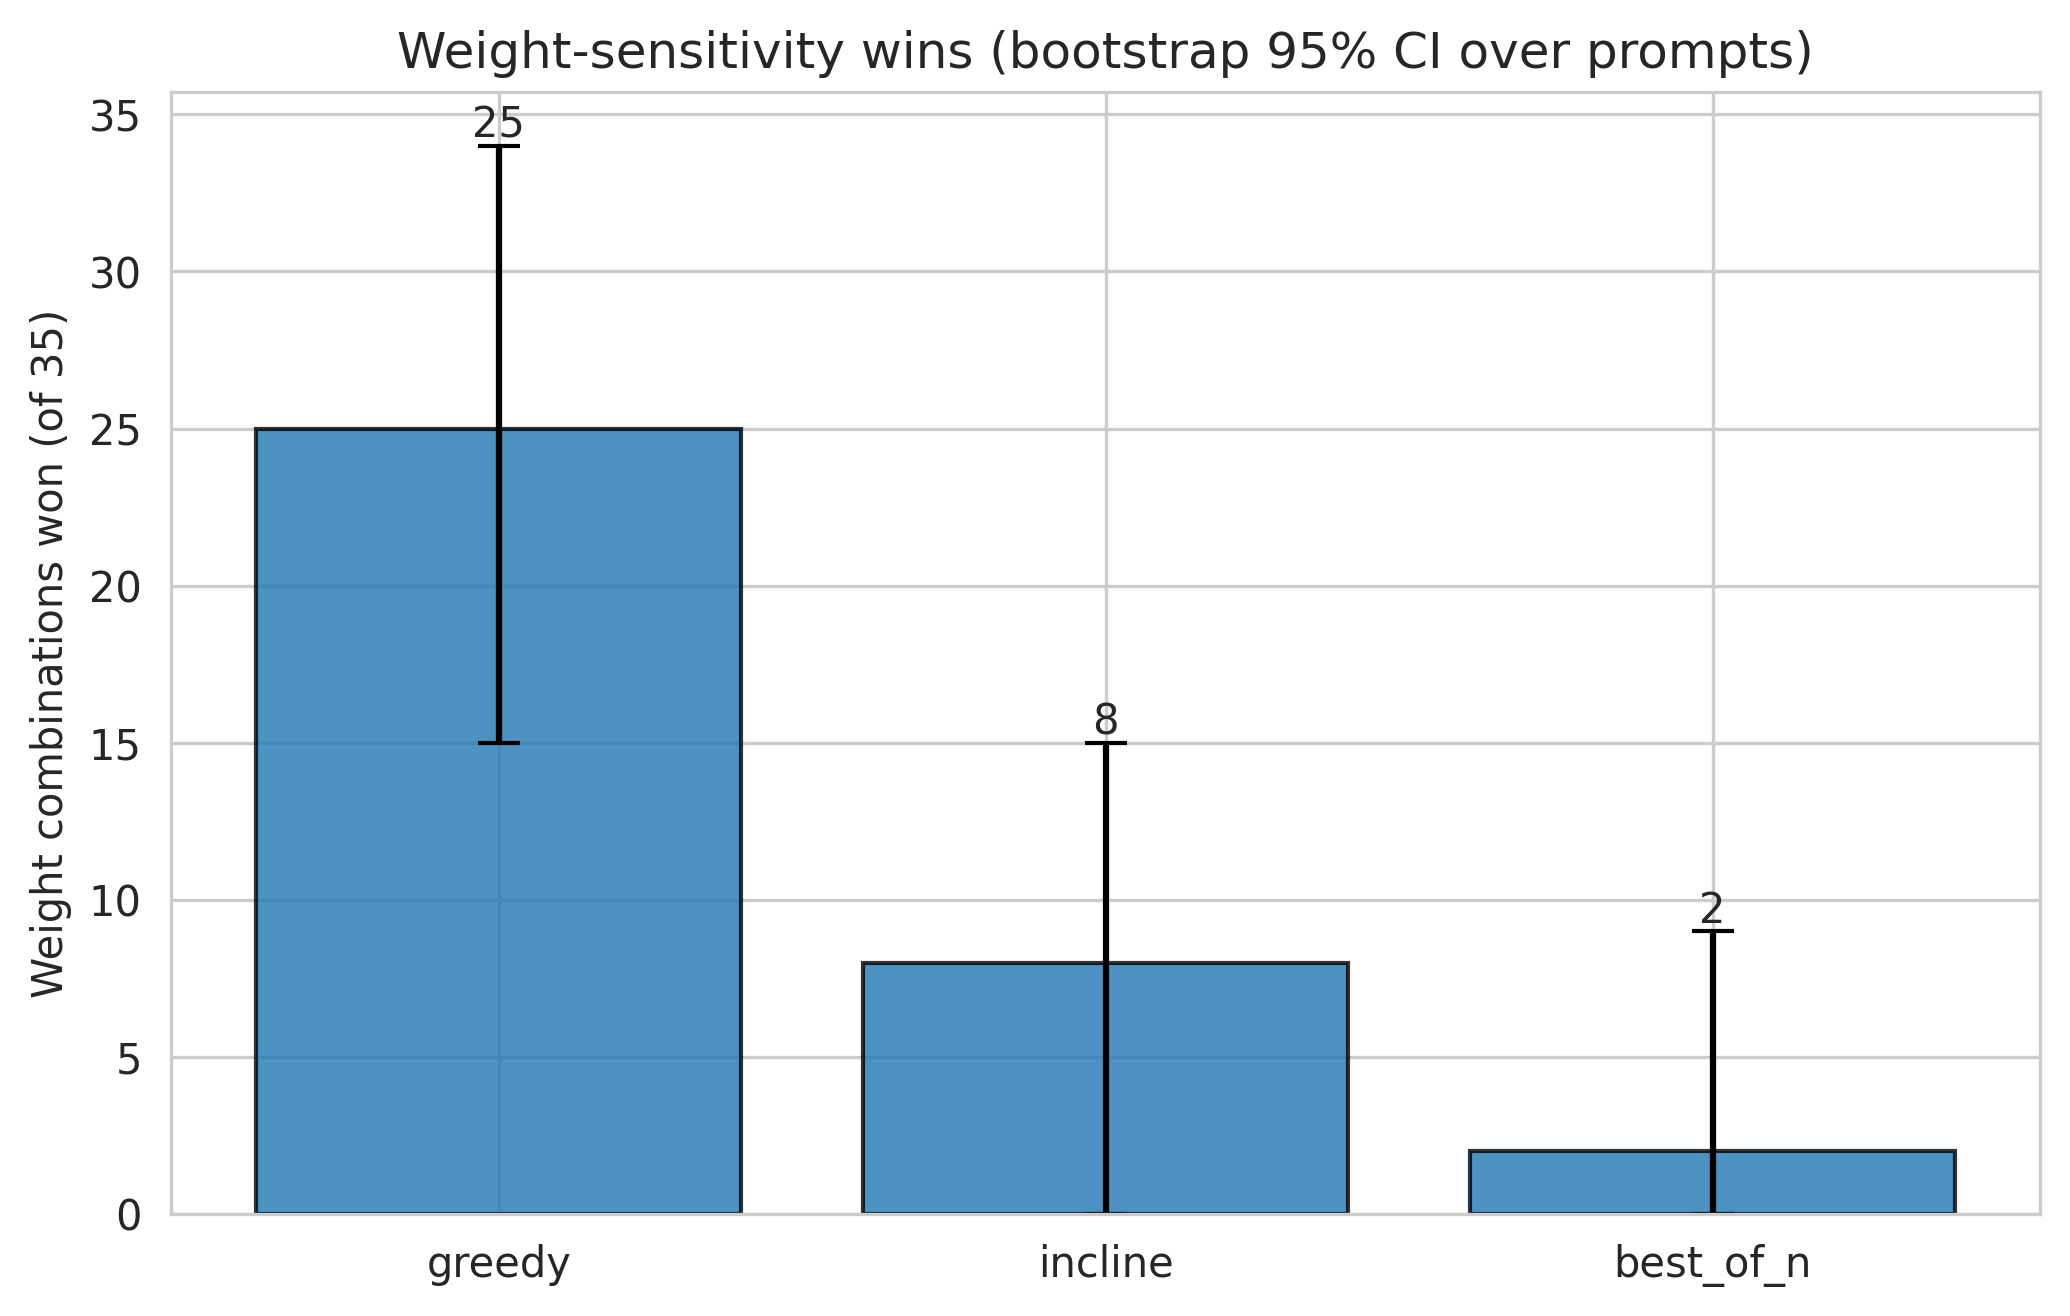 Weight-sensitivity wins (bootstrap 95% CI over prompts)
Weight combinations won (of 35)
35
30
25
20
15
10
5
0
25
8
2
greedy
incline
best_of_n